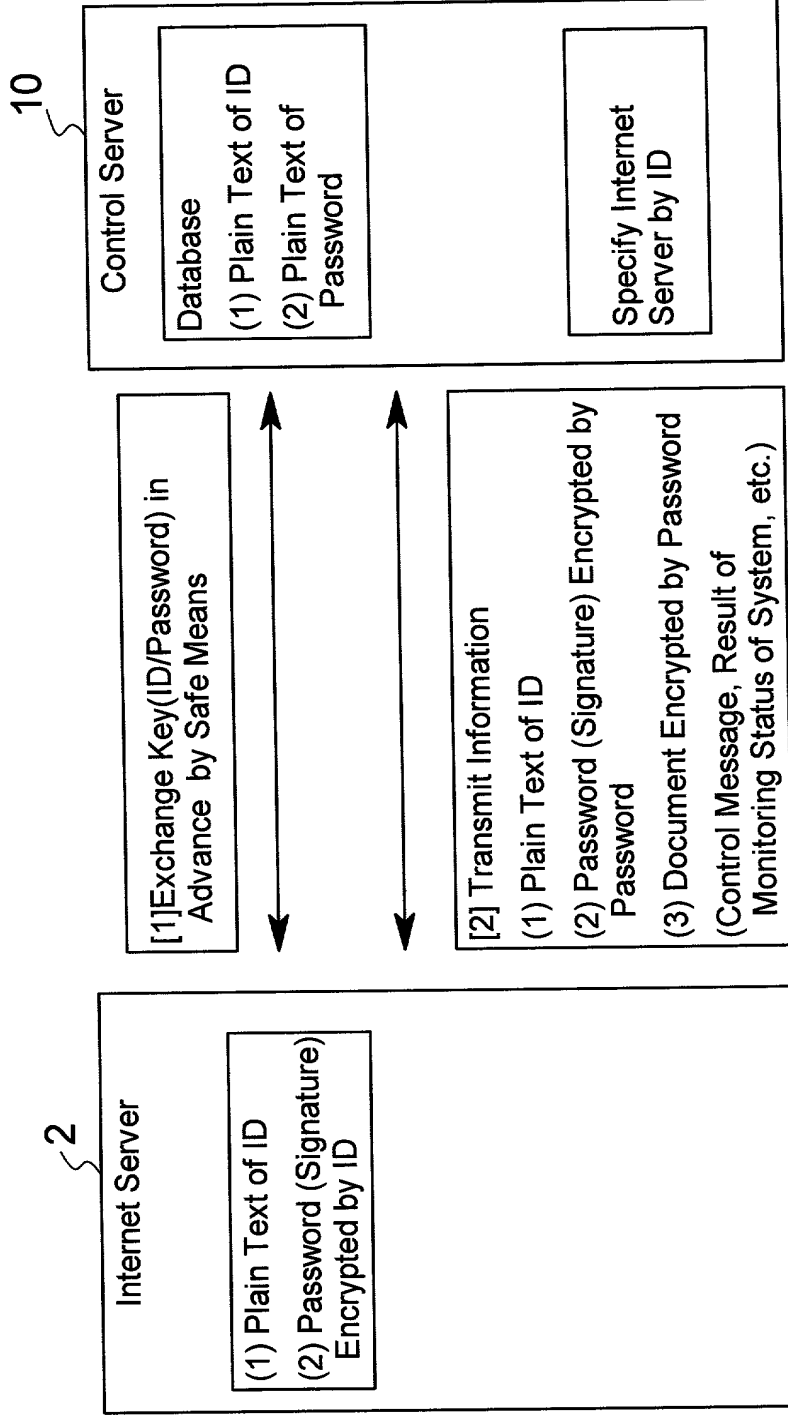 2
Internet Server
(1) Plain Text of ID
(2) Password (Signature)
Encrypted by ID
[1]Exchange Key(ID/Password) in
Advance by Safe Means
[2] Transmit Information
(1) Plain Text of ID
(2) Password (Signature) Encrypted by
Password
(3) Document Encrypted by Password
(Control Message, Result of
Monitoring Status of System, etc.)
10
Control Server
Database
(1) Plain Text of ID
(2) Plain Text of
Password
Specify Internet
Server by ID